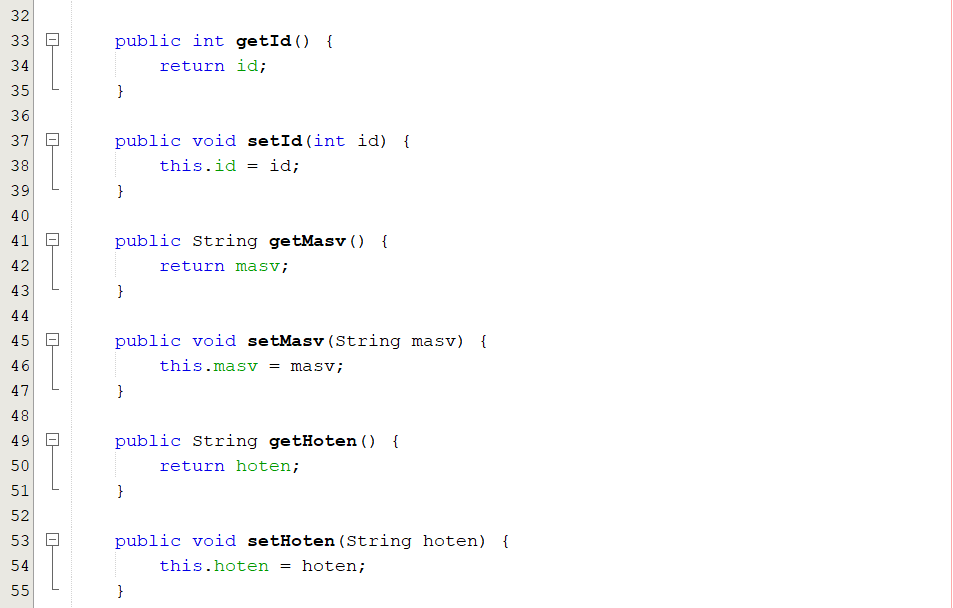 32
33 public int getId() {
34 return id;
35 }
36
37 public void setId(int id) {
38 this.id = id;
39 }
40
41 public String getMasv() {
42 return masv;
43 }
44
45 public void setMasv(String masv) {
46 this.masv = masv;
47 }
48
49 public String getHoten() {
50 return hoten;
51 }
52
53 public void setHoten(String hoten) {
54 this.hoten = hoten;
55 }